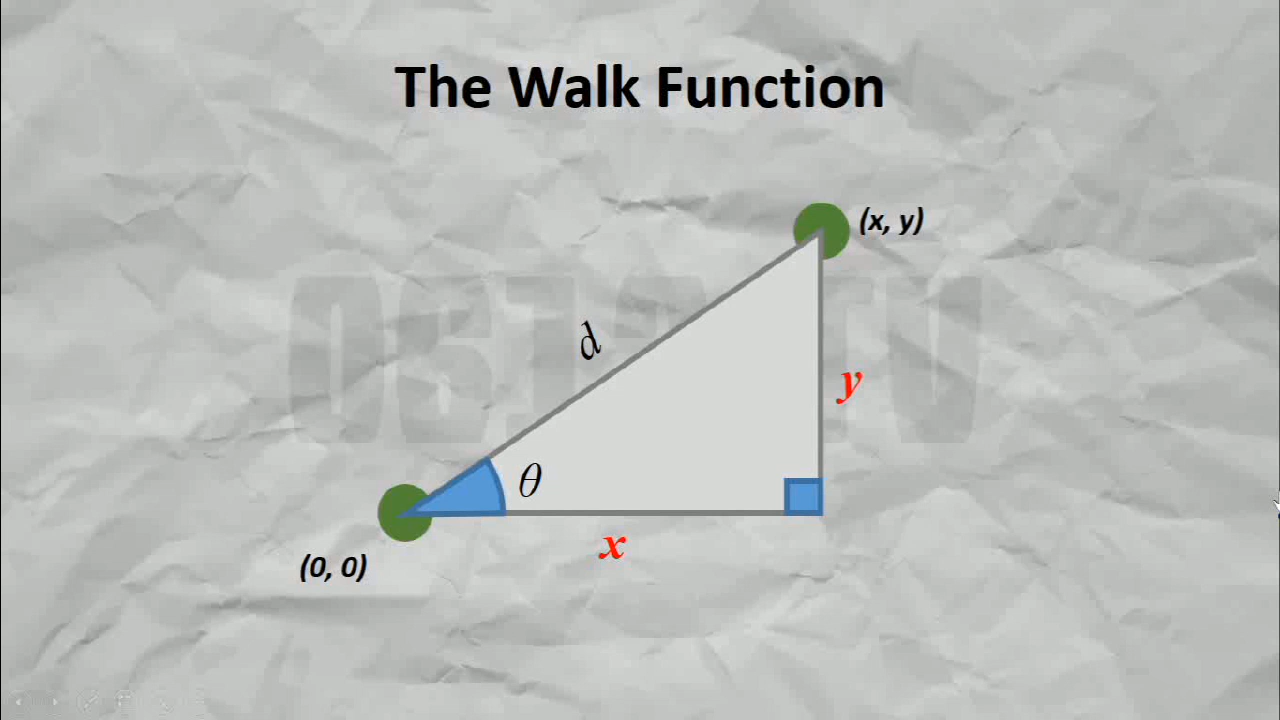 The Walk Function
(x, y)
d
y
θ
x
(0, 0)